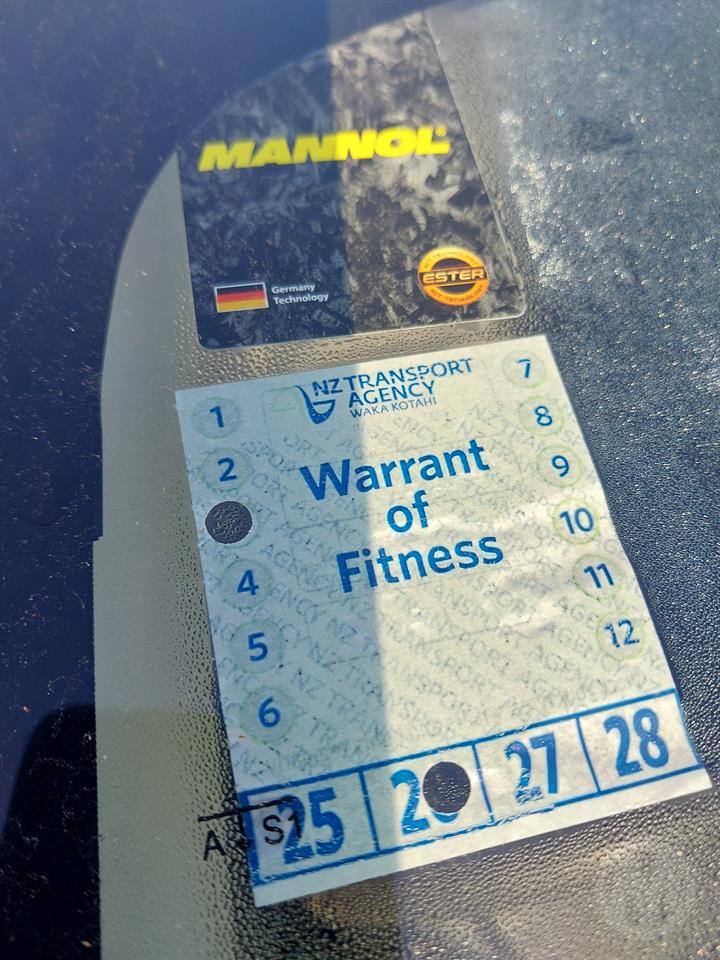 MANNOL
Germany
Technology
ESTER
NZ TRANSPORT
AGENCY
WAKA KOTAHI
Warrant
of
Fitness
1
2
4
5
6
7
8
9
10
11
12
25
27
28
S1